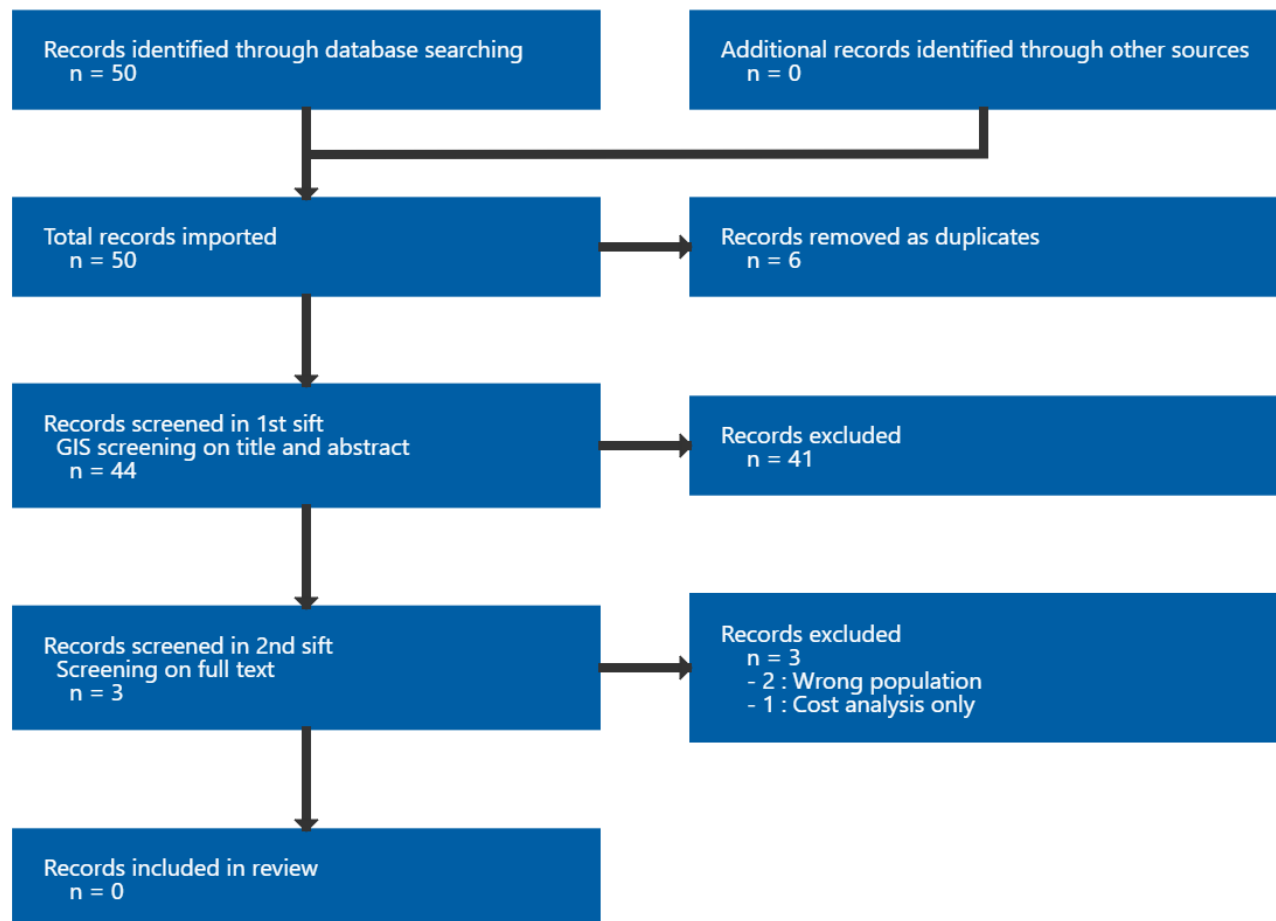 Records identified through database searching
n = 50
Additional records identified through other sources
n = 0
Total records imported
n = 50
Records removed as duplicates
n = 6
Records screened in 1st sift
GIS screening on title and abstract
n = 44
Records excluded
n = 41
Records screened in 2nd sift
Screening on full text
n = 3
Records excluded
n = 3
- 2 : Wrong population
- 1 : Cost analysis only
Records included in review
n = 0